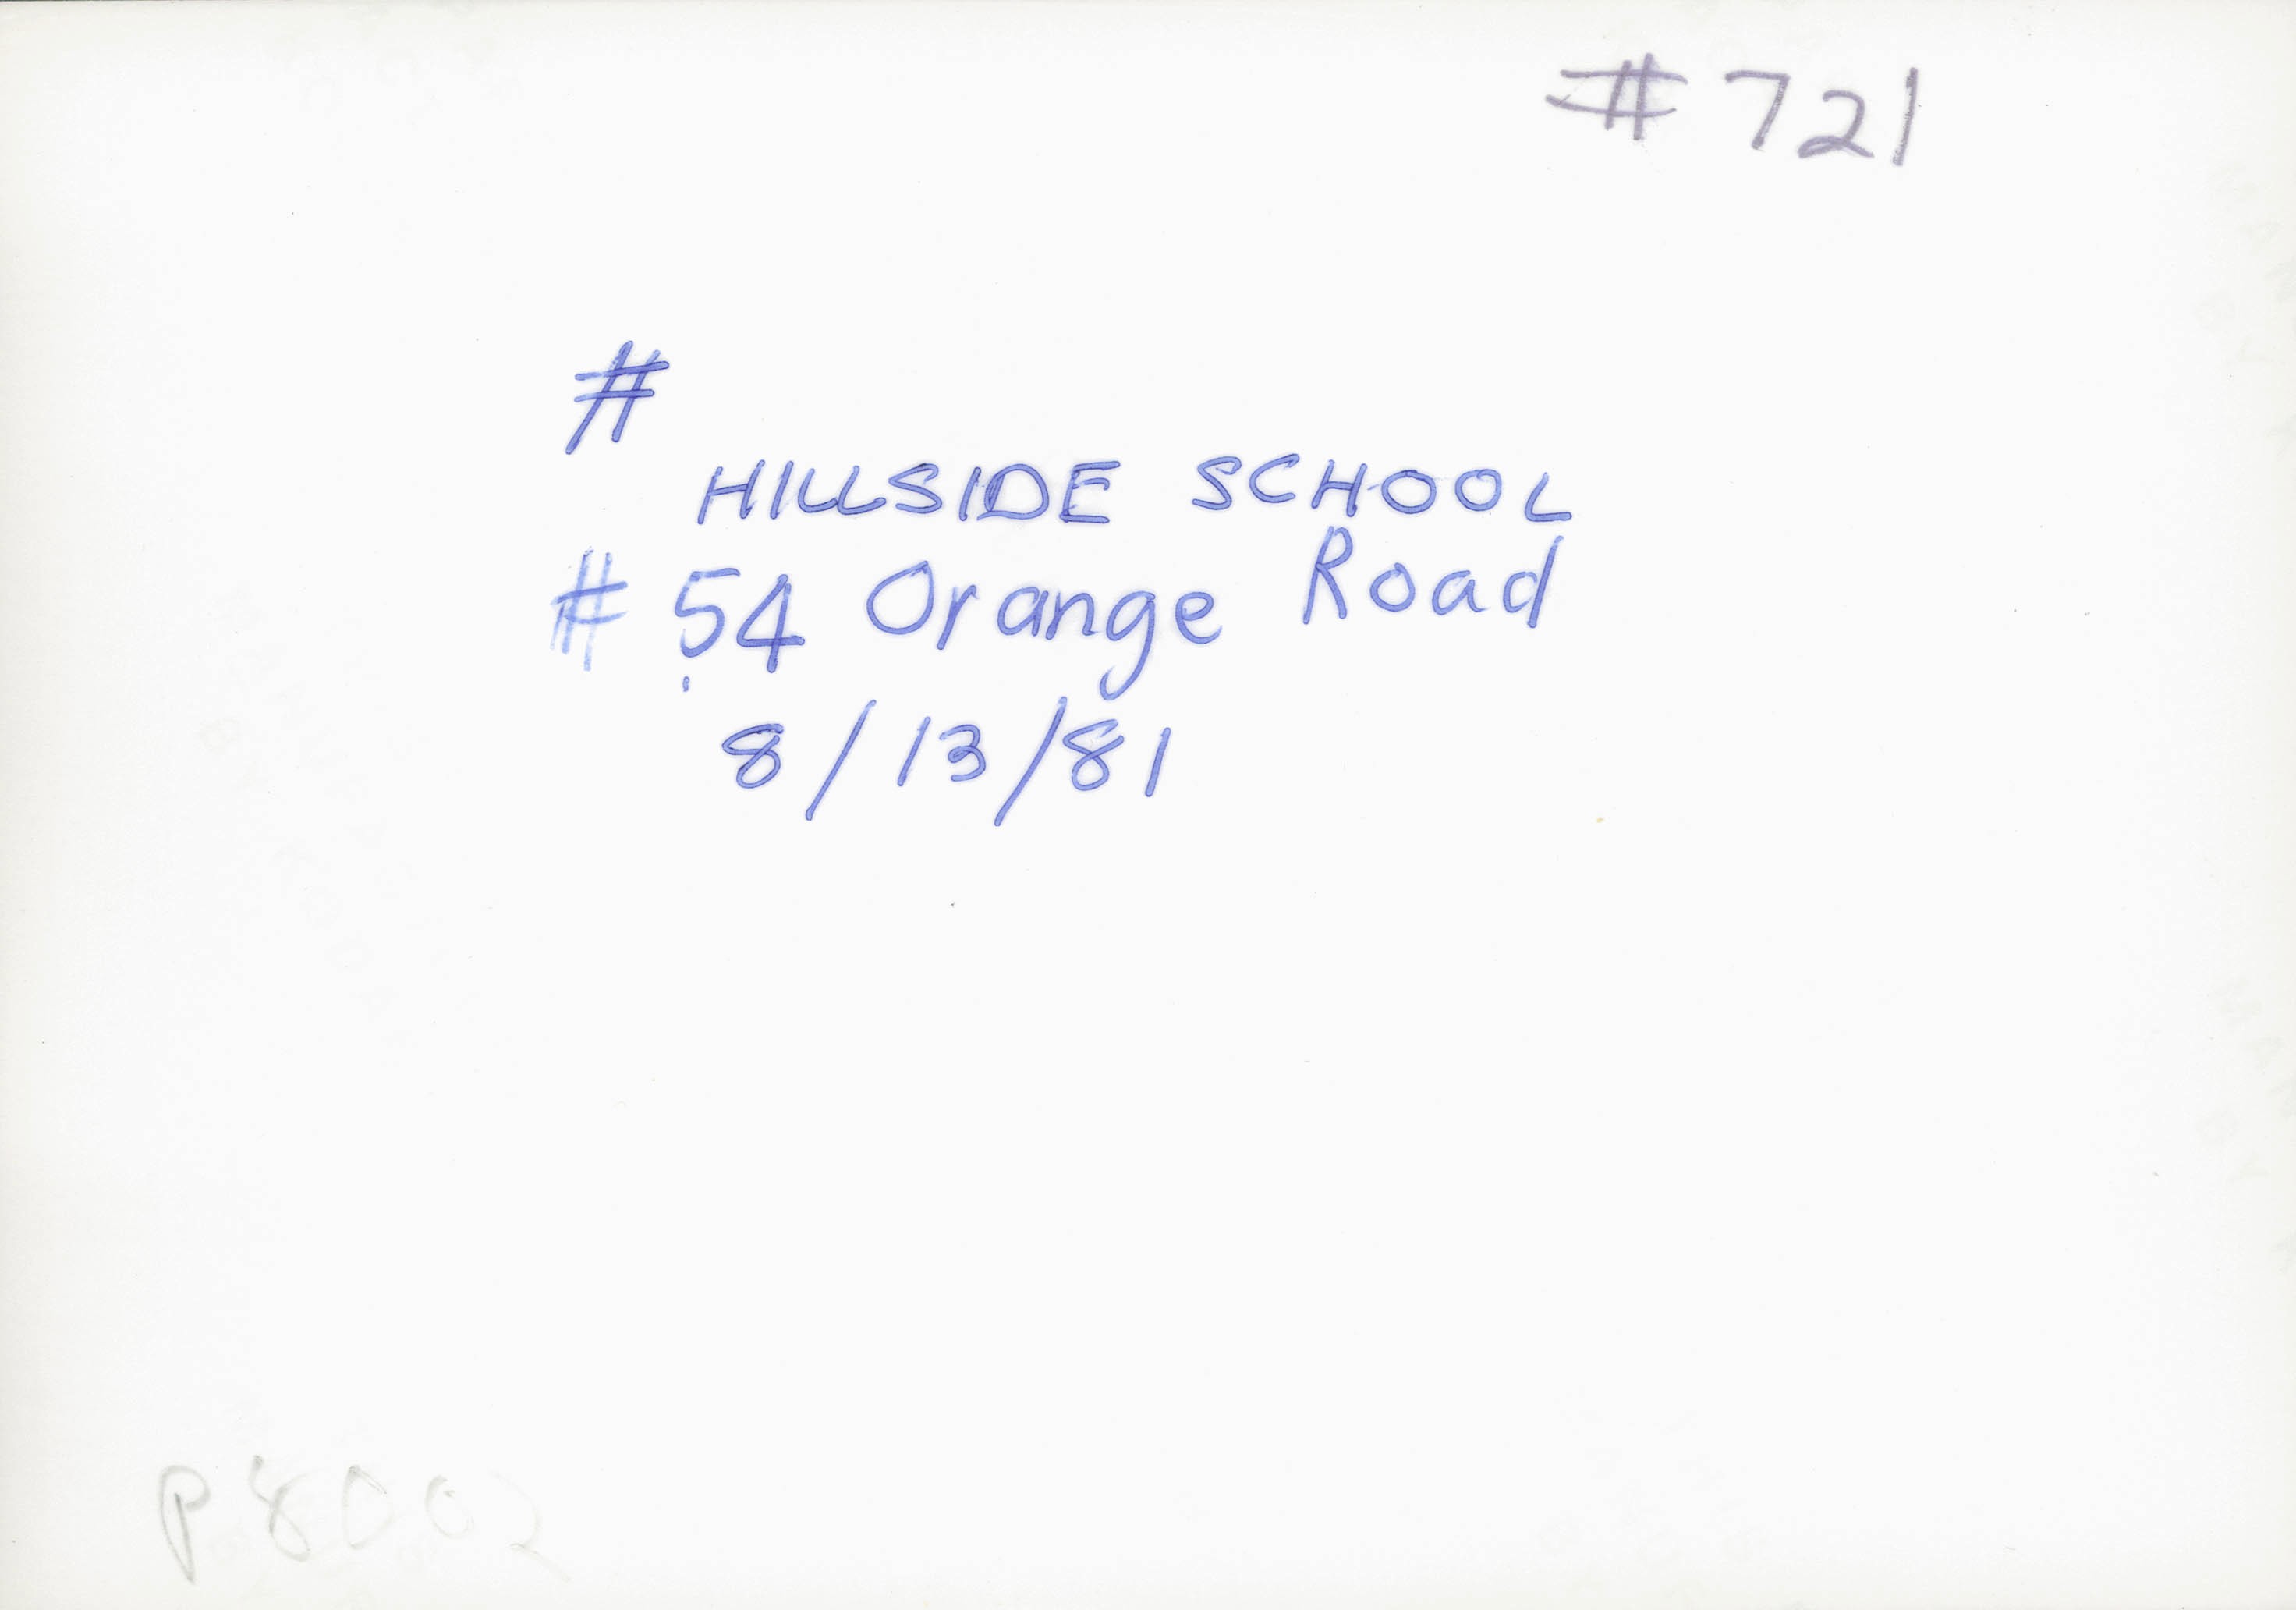 # 721
#
HILLSIDE SCHOOL
# 54 Orange Road
8/13/81
P8002